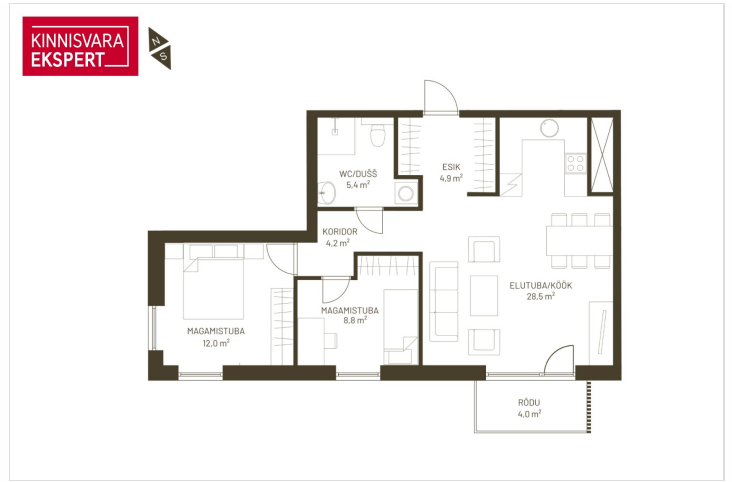 KINNISVARA
EKSPERT
N
S
WC/DUŠŠ
5,4 m²
ESIK
4,9 m²
KORIDOR
4,2 m²
ELUTUBA/KÖÖK
28,5 m²
MAGAMISTUBA
8,8 m²
MAGAMISTUBA
12,0 m²
RÕDU
4,0 m²